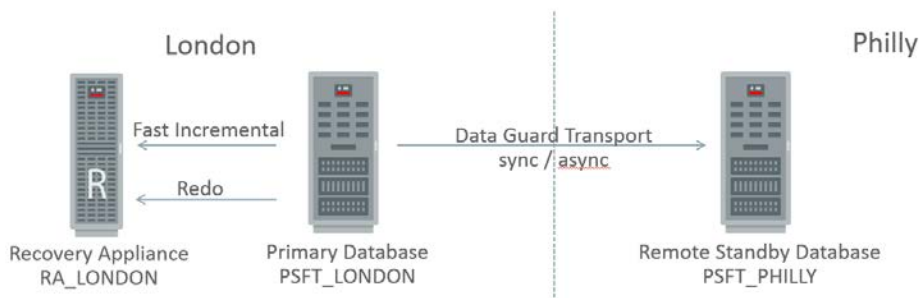 London
Philly
Fast Incremental
Data Guard Transport
sync / async
R
Redo
Recovery Appliance
RA_LONDON
Primary Database
PSFT_LONDON
Remote Standby Database
PSFT_PHILLY